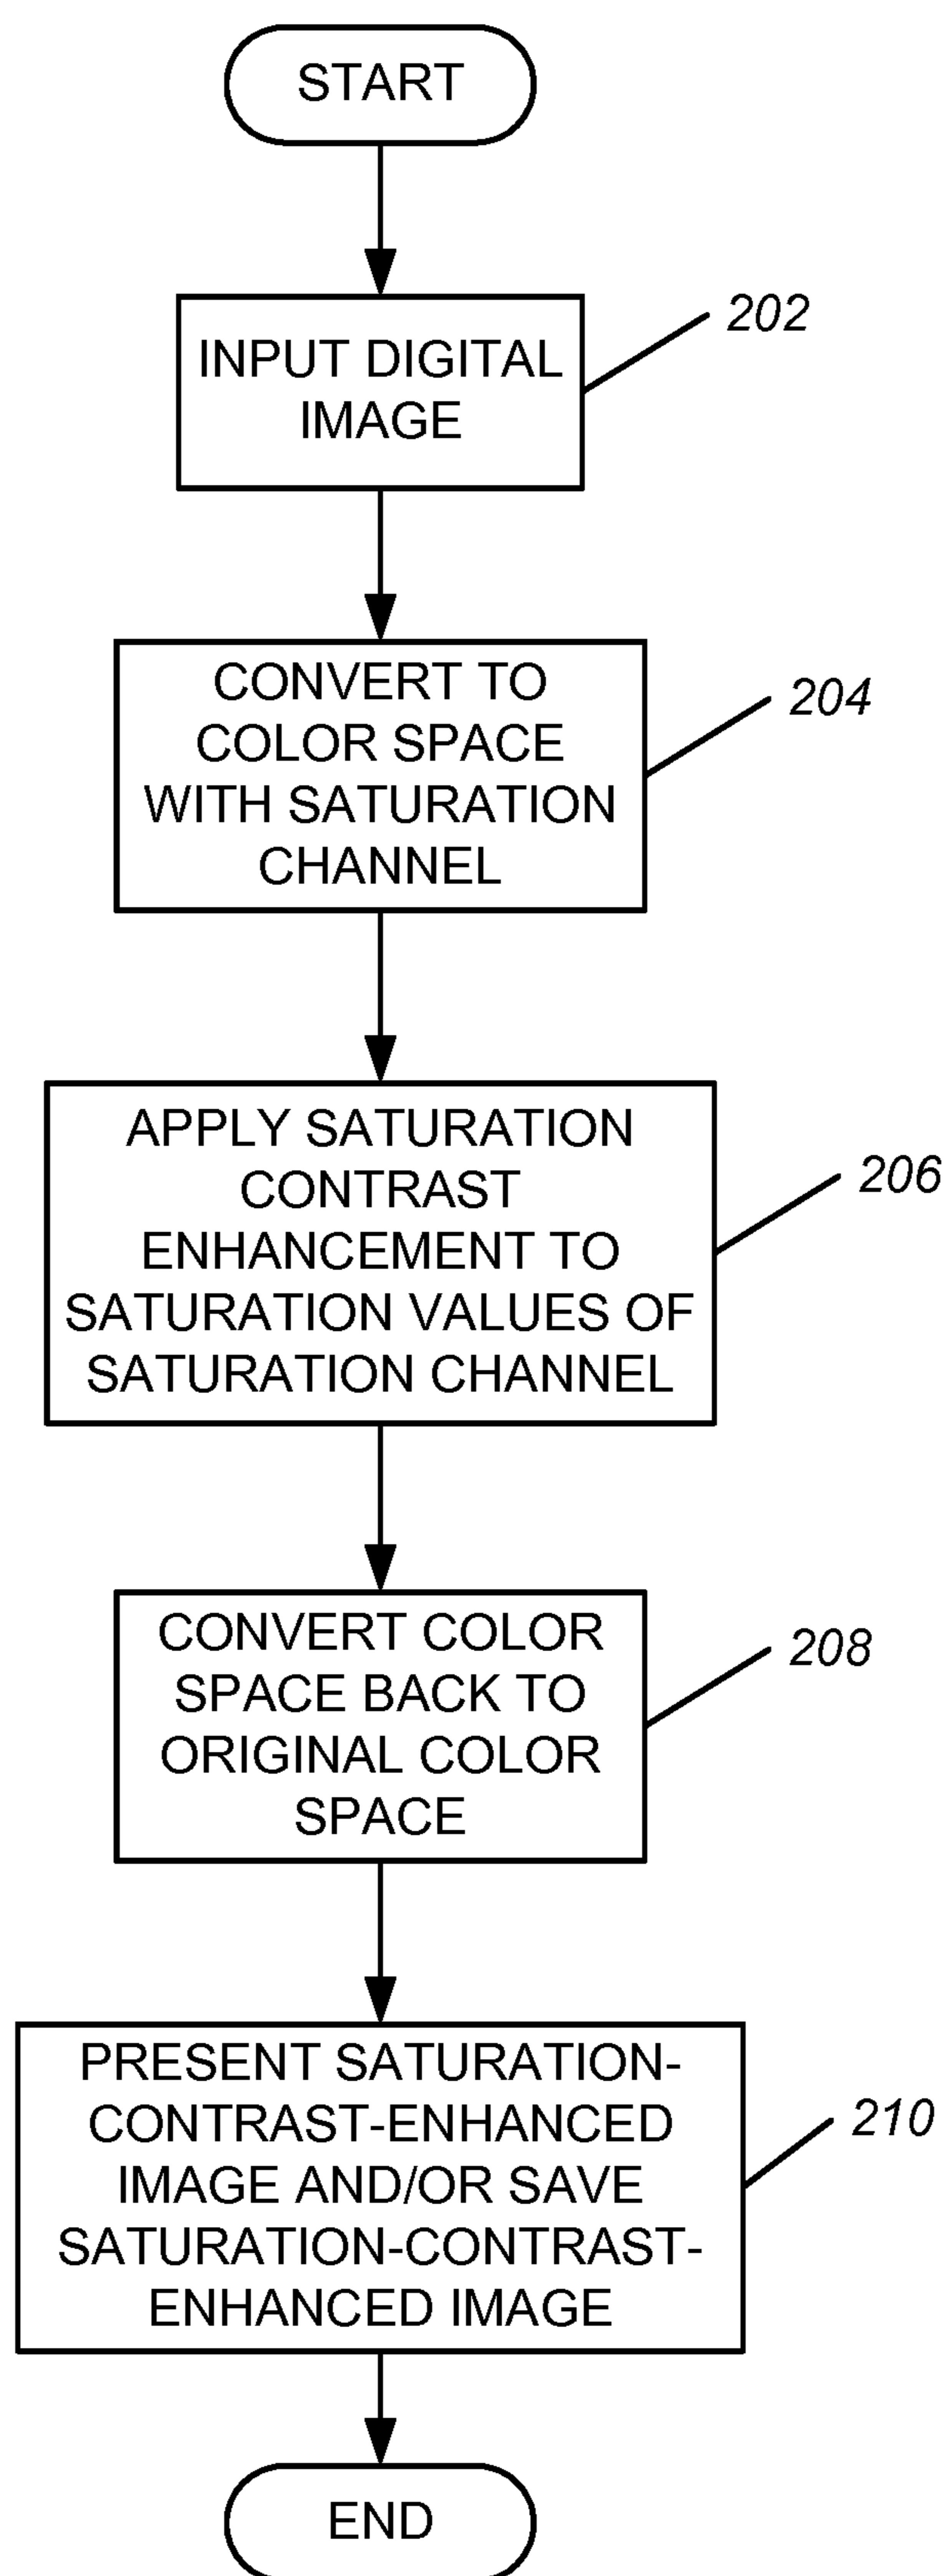 START
INPUT DIGITAL
IMAGE
202
CONVERT TO
COLOR SPACE
WITH SATURATION
CHANNEL
204
APPLY SATURATION
CONTRAST
ENHANCEMENT TO
SATURATION VALUES OF
SATURATION CHANNEL
206
CONVERT COLOR
SPACE BACK TO
ORIGINAL COLOR
SPACE
208
PRESENT SATURATION-
CONTRAST-ENHANCED
IMAGE AND/OR SAVE
SATURATION-CONTRAST-
ENHANCED IMAGE
210
END